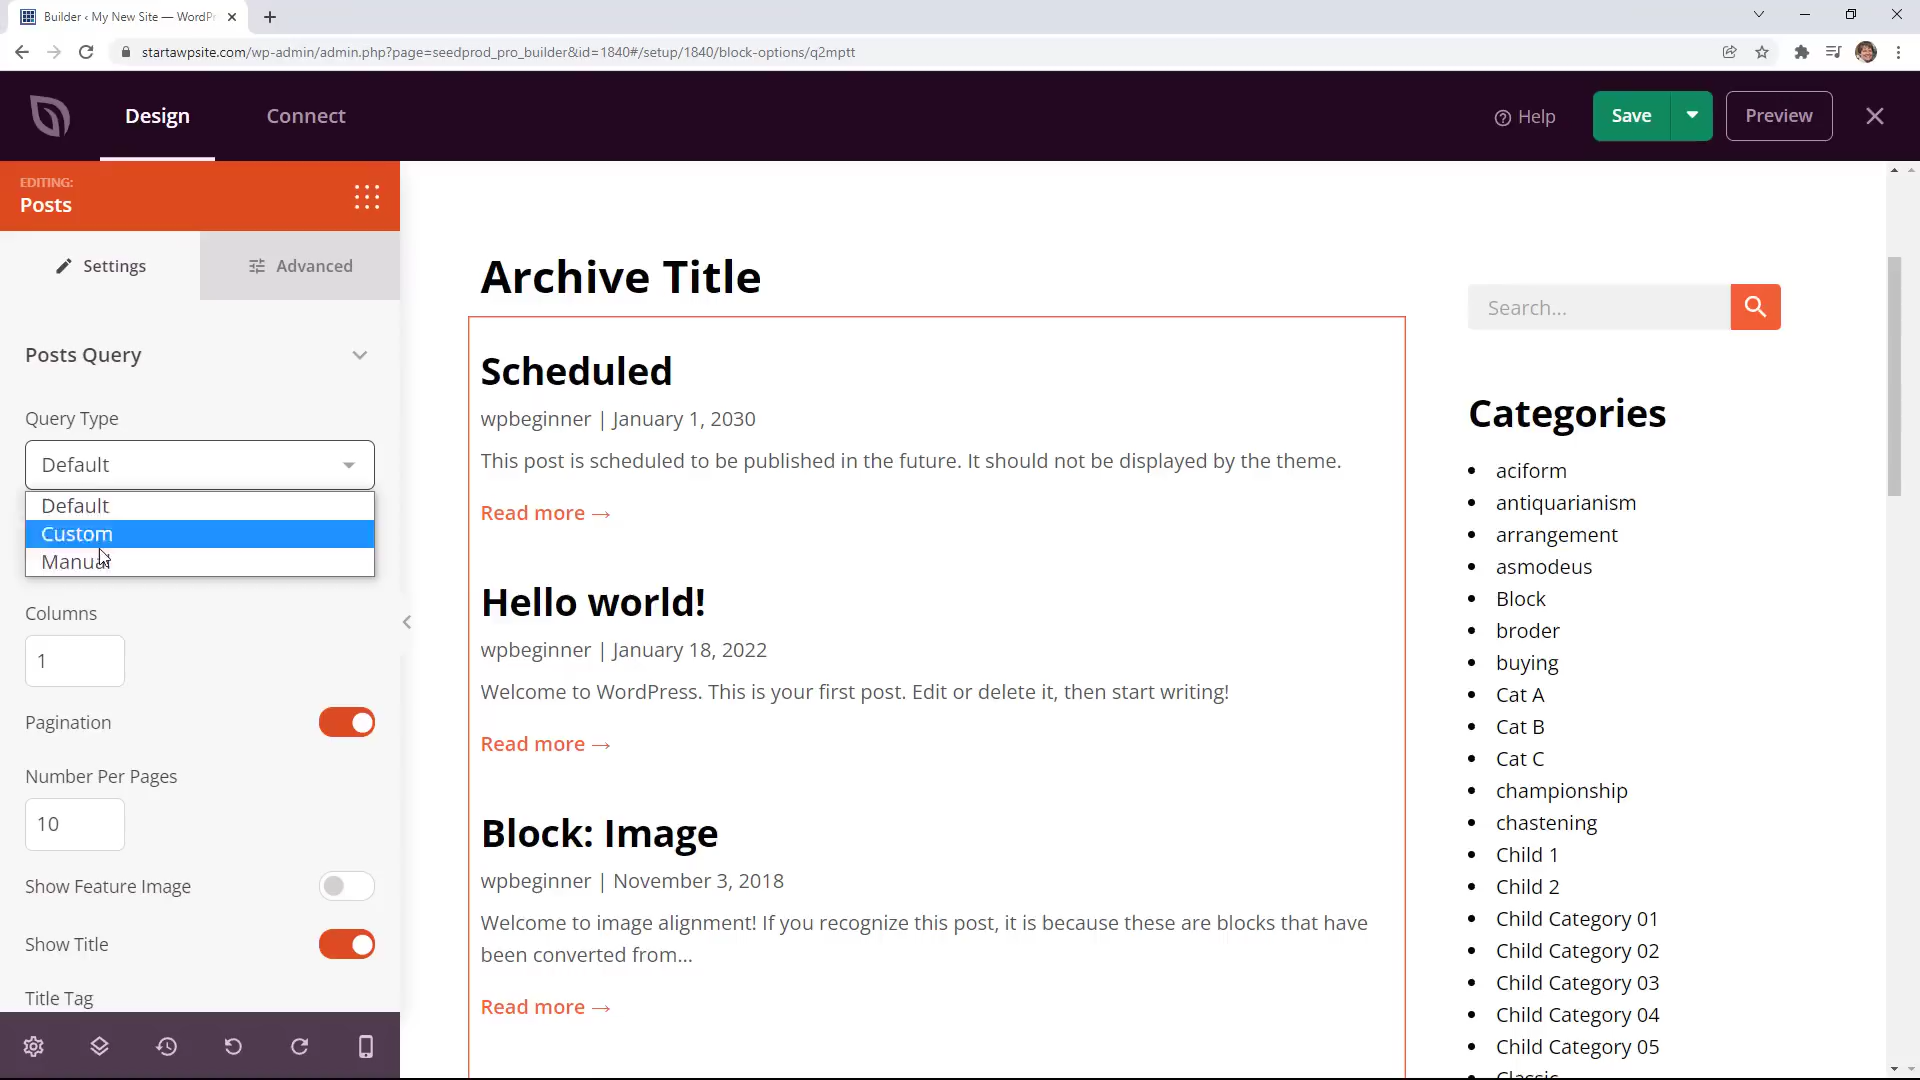 Builder ‹ My New Site — WordPr
startawpsite.com/wp-admin/admin.php?page=seedprod_pro_builder&id=1840#/setup/1840/block-options/q2mptt
Design
Connect
Help
Save
Preview
EDITING:
Posts
Settings
Advanced
Posts Query
Query Type
Default
Default
Custom
Manual
Columns
1
Pagination
Number Per Pages
10
Show Feature Image
Show Title
Title Tag
Archive Title
Scheduled
wpbeginner | January 1, 2030
This post is scheduled to be published in the future. It should not be displayed by the theme.
Read more →
Hello world!
wpbeginner | January 18, 2022
Welcome to WordPress. This is your first post. Edit or delete it, then start writing!
Read more →
Block: Image
wpbeginner | November 3, 2018
Welcome to image alignment! If you recognize this post, it is because these are blocks that have
been converted from...
Read more →
Search...
Categories
aciform
antiquarianism
arrangement
asmodeus
Block
broder
buying
Cat A
Cat B
Cat C
championship
chastening
Child 1
Child 2
Child Category 01
Child Category 02
Child Category 03
Child Category 04
Child Category 05
Classic